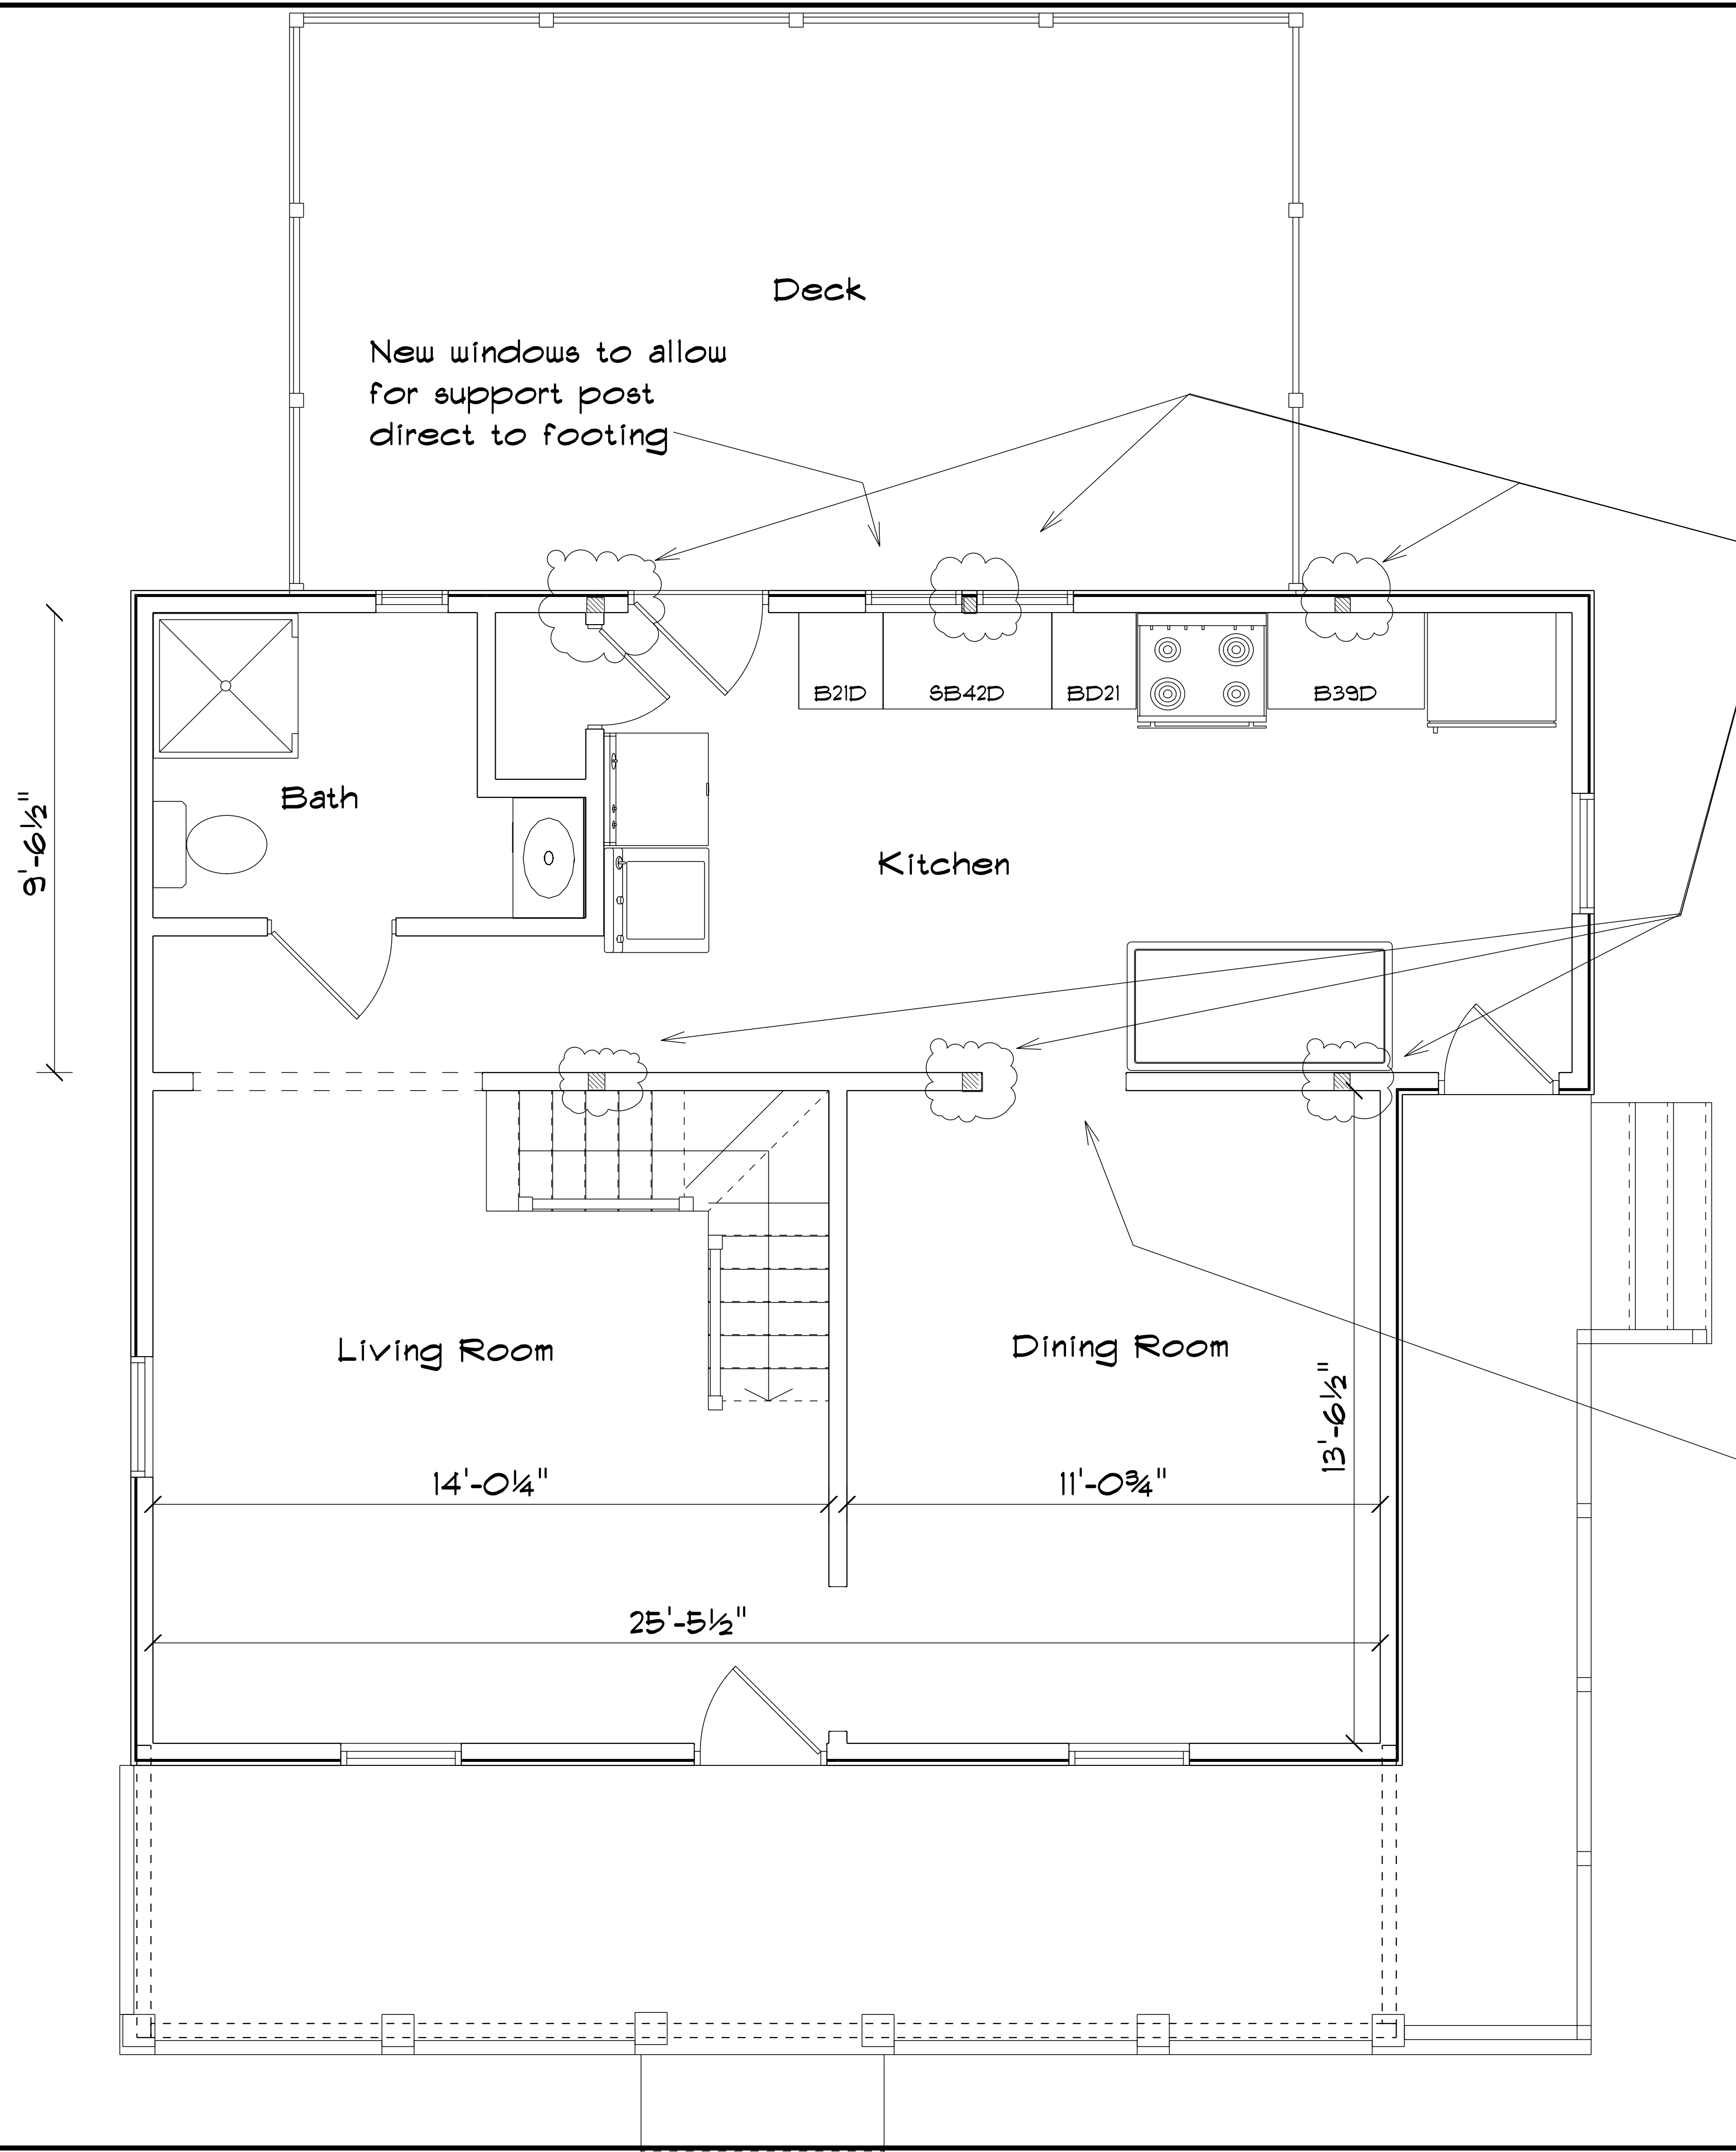 Deck
New windows to allow
for support post
direct to footing
B21D
SB42D
BD21
B39D
Bath
9'-6½"
Kitchen
Living Room
Dining Room
13'-6½"
14'-0¼"
11'-0¾"
25'-5½"